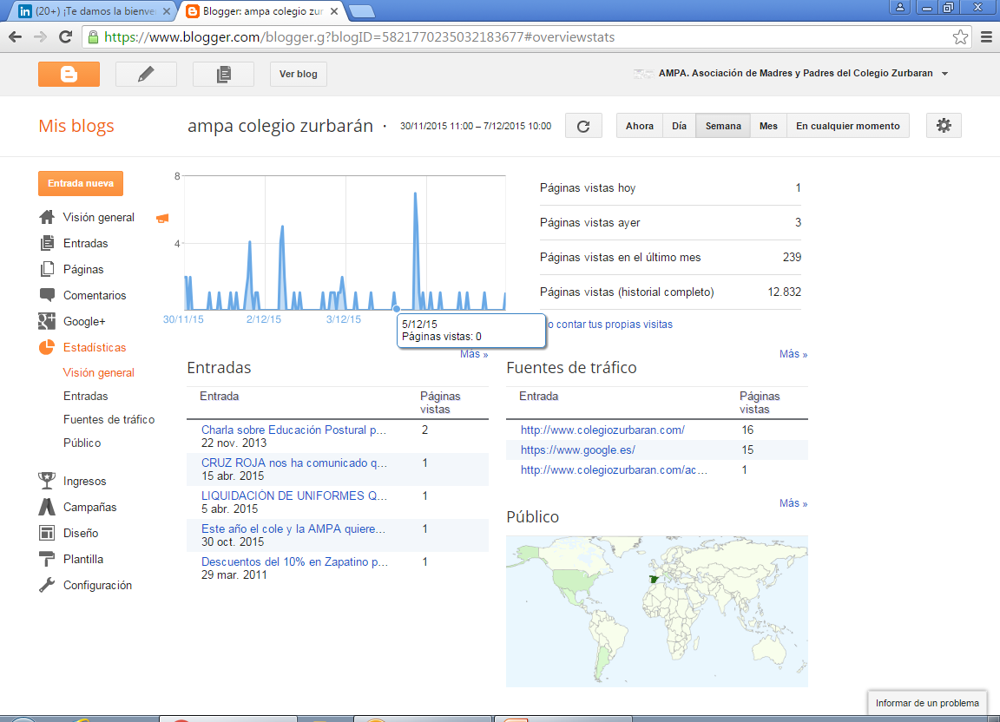 in (20+) ¡Te damos la bienve
Blogger: ampa colegio zur
https://www.blogger.com/blogger.g?blogID=5821770235032183677#overviewstats
Ver blog
AMPA. Asociación de Madres y Padres del Colegio Zurbaran
Mis blogs
ampa colegio zurbarán · 30/11/2015 11:00 – 7/12/2015 10:00
Ahora Día Semana Mes En cualquier momento
Entrada nueva
Visión general
Entradas
Páginas
Comentarios
Google+
Estadísticas
Visión general
Entradas
Fuentes de tráfico
Público
Ingresos
Campañas
Diseño
Plantilla
Configuración
8
4
30/11/15 2/12/15 3/12/15
5/12/15
Páginas vistas: 0
Páginas vistas hoy 1
Páginas vistas ayer 3
Páginas vistas en el último mes 239
Páginas vistas (historial completo) 12.832
o contar tus propias visitas
Más »
Entradas
Entrada Páginas
vistas
Charla sobre Educación Postural p... 2
22 nov. 2013
CRUZ ROJA nos ha comunicado q... 1
15 abr. 2015
LIQUIDACIÓN DE UNIFORMES Q... 1
5 abr. 2015
Este año el cole y la AMPA quiere... 1
30 oct. 2015
Descuentos del 10% en Zapatino p... 1
29 mar. 2011
Más »
Fuentes de tráfico
Entrada Páginas
vistas
http://www.colegiozurbaran.com/ 16
https://www.google.es/ 15
http://www.colegiozurbaran.com/ac... 1
Más »
Público
Informar de un problema